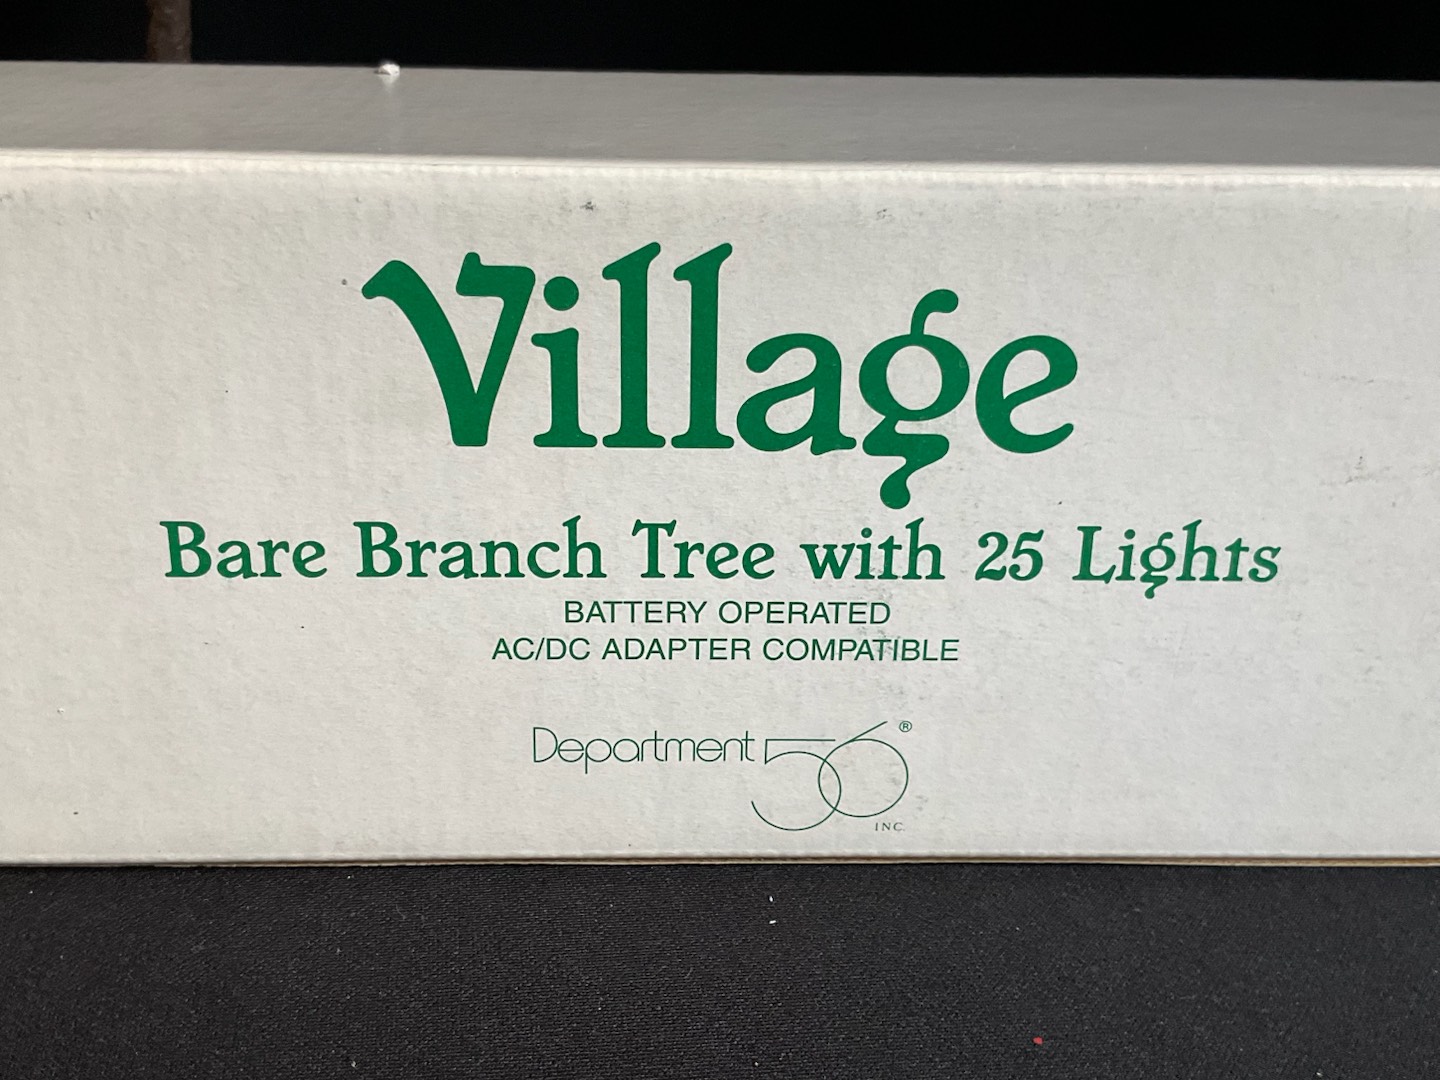 Village
Bare Branch Tree with 25 Lights
BATTERY OPERATED
AC/DC ADAPTER COMPATIBLE
Department 56®
INC.